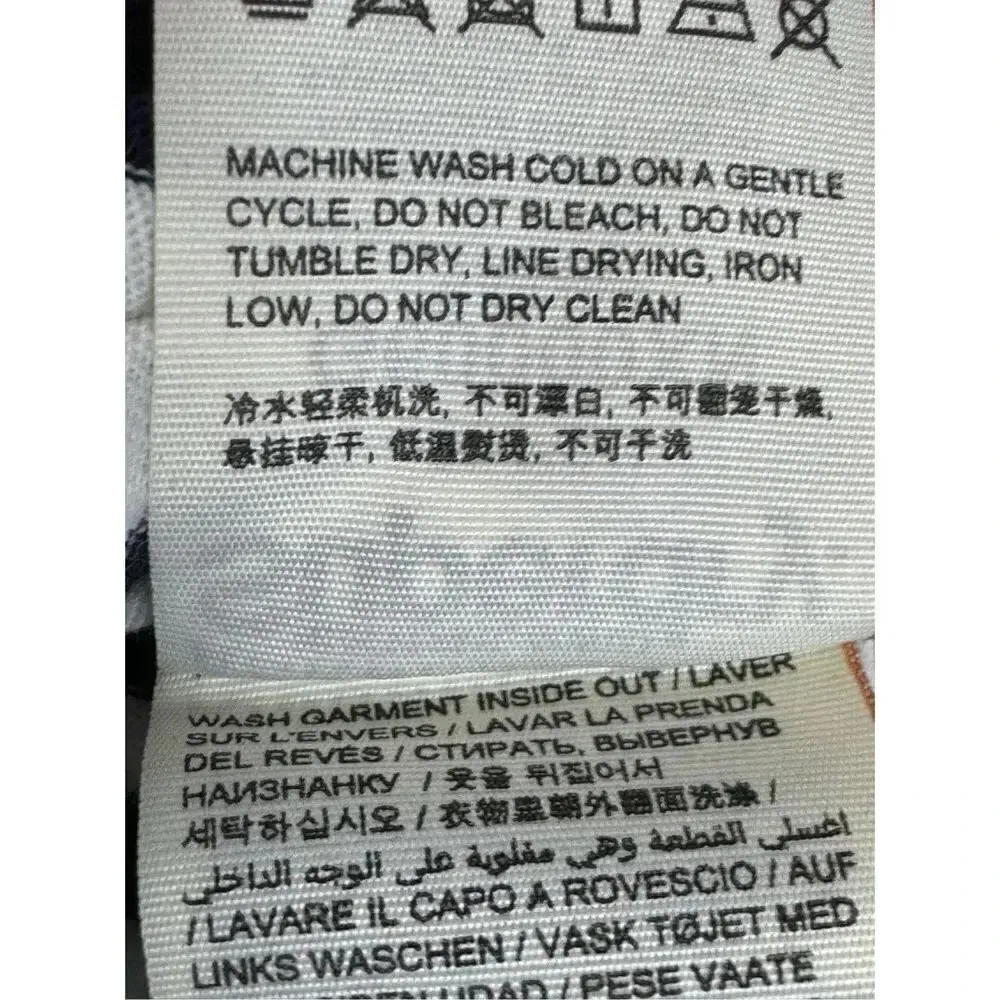 MACHINE WASH COLD ON A GENTLE
CYCLE, DO NOT BLEACH, DO NOT
TUMBLE DRY, LINE DRYING, IRON
LOW, DO NOT DRY CLEAN
冷水轻柔机洗, 不可漂白, 不可翻笼干燥,
悬挂晾干, 低温熨烫, 不可干洗
WASH GARMENT INSIDE OUT / LAVER
SUR L'ENVERS / LAVAR LA PRENDA
DEL REVÉS / СТИРАТЬ, ВЫВЕРНУВ
НАИЗНАНКУ / 옷을 뒤집어서
세탁하십시오 / 衣物里朝外翻面洗涤 /
اغسلي القطعة وهي مقلوبة على الوجه الداخلي
/ LAVARE IL CAPO A ROVESCIO / AUF
LINKS WASCHEN / VASK TØJET MED
/ PESE VAATE